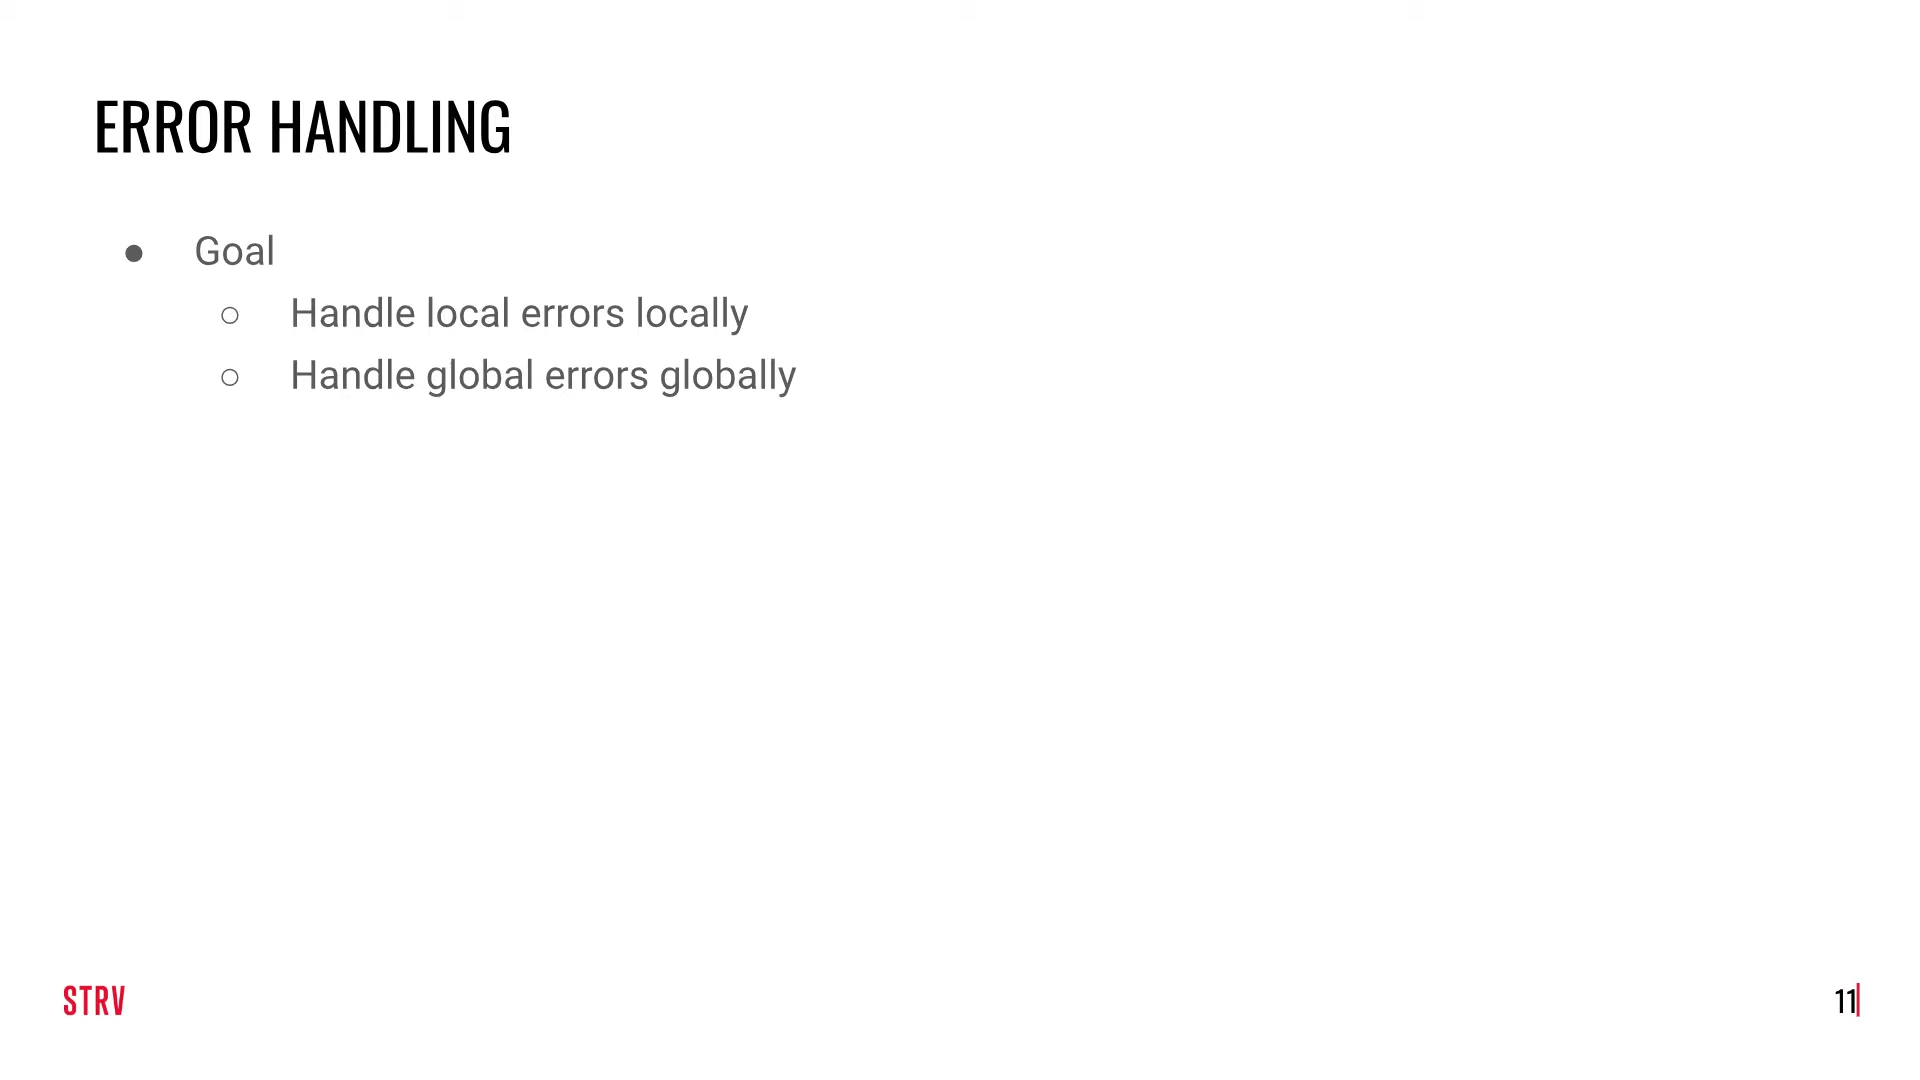 ERROR HANDLING
● Goal
○ Handle local errors locally
○ Handle global errors globally
STRV
11